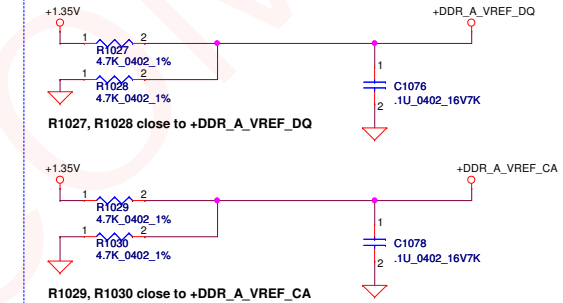 +1.35V
+DDR_A_VREF_DQ
1 2
R1027
4.7K_0402_1%
1 2
R1028
4.7K_0402_1%
1
C1076
.1U_0402_16V7K
2
R1027, R1028 close to +DDR_A_VREF_DQ
+1.35V
+DDR_A_VREF_CA
1 2
R1029
4.7K_0402_1%
1 2
R1030
4.7K_0402_1%
1
C1078
.1U_0402_16V7K
2
R1029, R1030 close to +DDR_A_VREF_CA